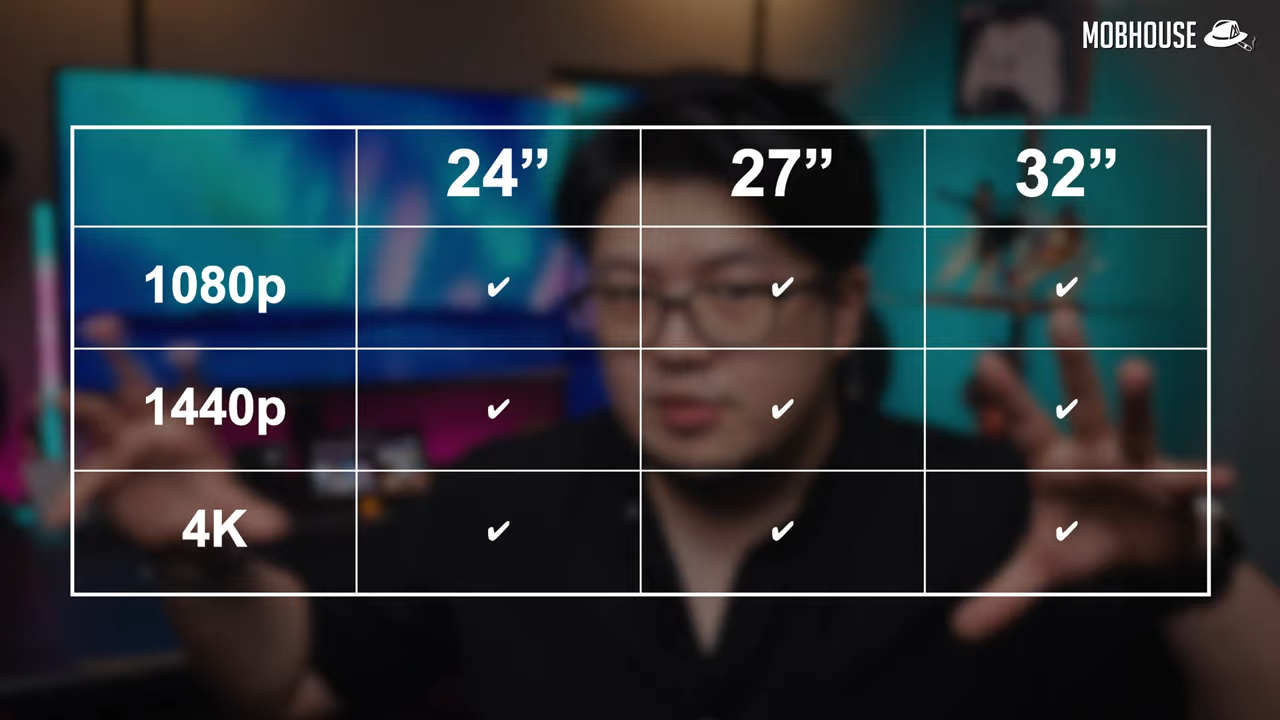 MOBHOUSE
24” 27” 32”
1080p ✔ ✔ ✔
1440p ✔ ✔ ✔
4K ✔ ✔ ✔